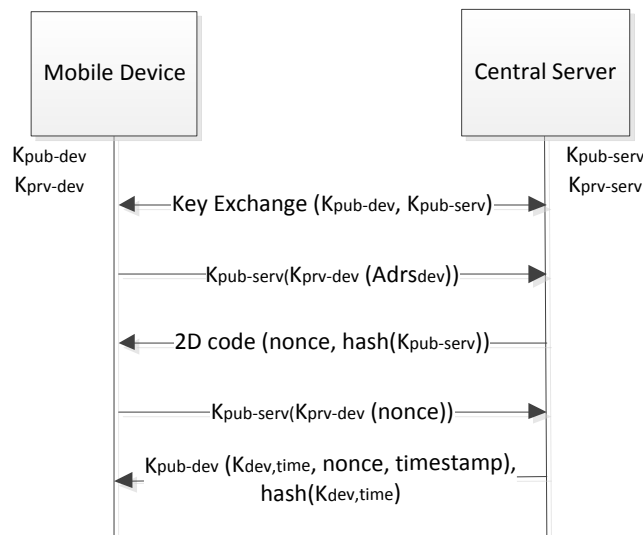 Mobile Device
Central Server
Kpub-dev
Kprv-dev
Kpub-serv
Kprv-serv
Key Exchange (Kpub-dev, Kpub-serv)
Kpub-serv(Kprv-dev (Adrsdev))
2D code (nonce, hash(Kpub-serv))
Kpub-serv(Kprv-dev (nonce))
Kpub-dev (Kdev,time, nonce, timestamp),
hash(Kdev,time)